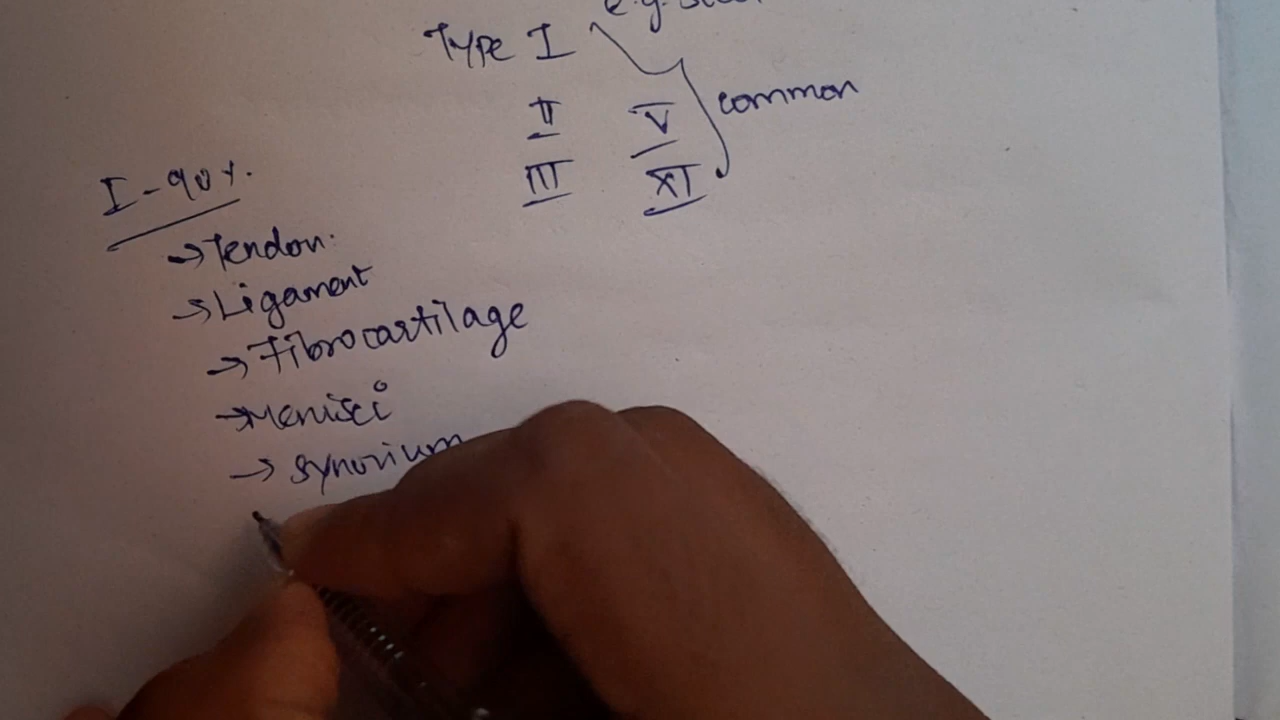 e.g.
Type I
II V common
III XI
I - 90%.
→ Tendon.
→ Ligament
→ Fibrocartilage
→ Menisci
→ Synovium